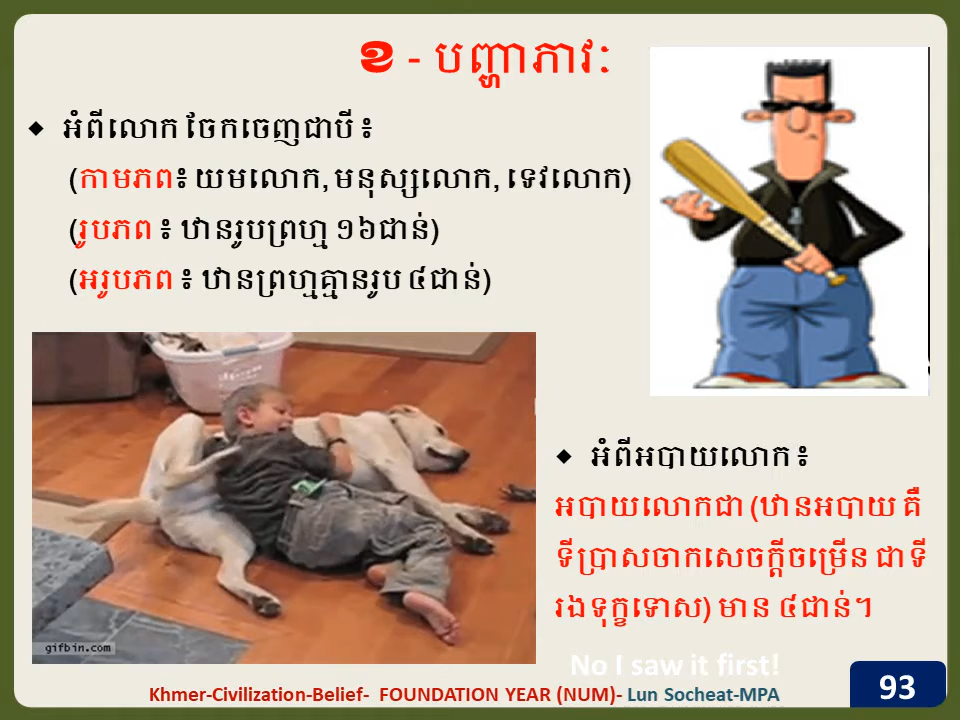 ខ - បញ្ហាភាវៈ
◆ អំពីលោក ចែកចេញជាបី ៖
(កាមភព៖ យមលោក, មនុស្សលោក, ទេវលោក)
(រូបភព ៖ ឋានរូបព្រហ្ម ១៦ជាន់)
(អរូបភព ៖ ឋានព្រហ្មគ្មានរូប ៤ជាន់)
◆ អំពីអបាយលោក ៖
អបាយលោកជា (ឋានអបាយ គឺ
ទីប្រាសចាកសេចក្តីចម្រើន ជាទី
រងទុក្ខទោស) មាន ៤ជាន់។
gifbin.com
No I saw it first!
Khmer-Civilization-Belief- FOUNDATION YEAR (NUM)- Lun Socheat-MPA
93